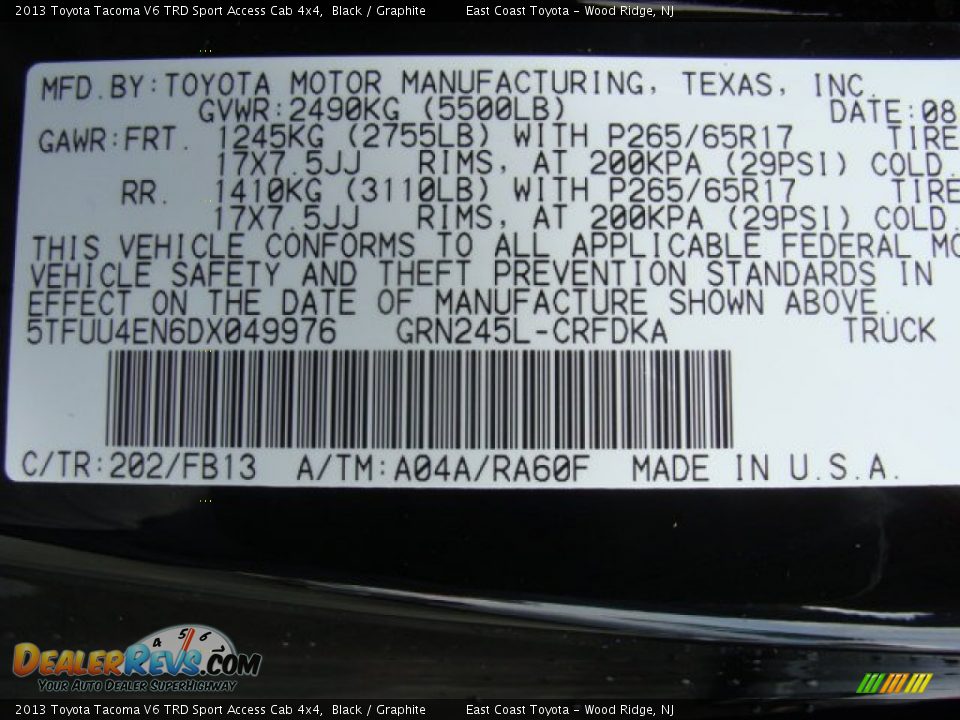 2013 Toyota Tacoma V6 TRD Sport Access Cab 4x4, Black / Graphite East Coast Toyota - Wood Ridge, NJ
MFD.BY:TOYOTA MOTOR MANUFACTURING, TEXAS, INC.
GVWR:2490KG (5500LB) DATE:08
GAWR:FRT. 1245KG (2755LB) WITH P265/65R17 TIRE
17X7.5JJ RIMS, AT 200KPA (29PSI) COLD.
RR. 1410KG (3110LB) WITH P265/65R17 TIRE
17X7.5JJ RIMS, AT 200KPA (29PSI) COLD.
THIS VEHICLE CONFORMS TO ALL APPLICABLE FEDERAL MO
VEHICLE SAFETY AND THEFT PREVENTION STANDARDS IN
EFFECT ON THE DATE OF MANUFACTURE SHOWN ABOVE.
5TFUU4EN6DX049976 GRN245L-CRFDKA TRUCK
C/TR:202/FB13 A/TM:A04A/RA60F MADE IN U.S.A.
4 5 6
DEALERREVS.COM
YOUR AUTO DEALER SUPERHIGHWAY
2013 Toyota Tacoma V6 TRD Sport Access Cab 4x4, Black / Graphite East Coast Toyota - Wood Ridge, NJ